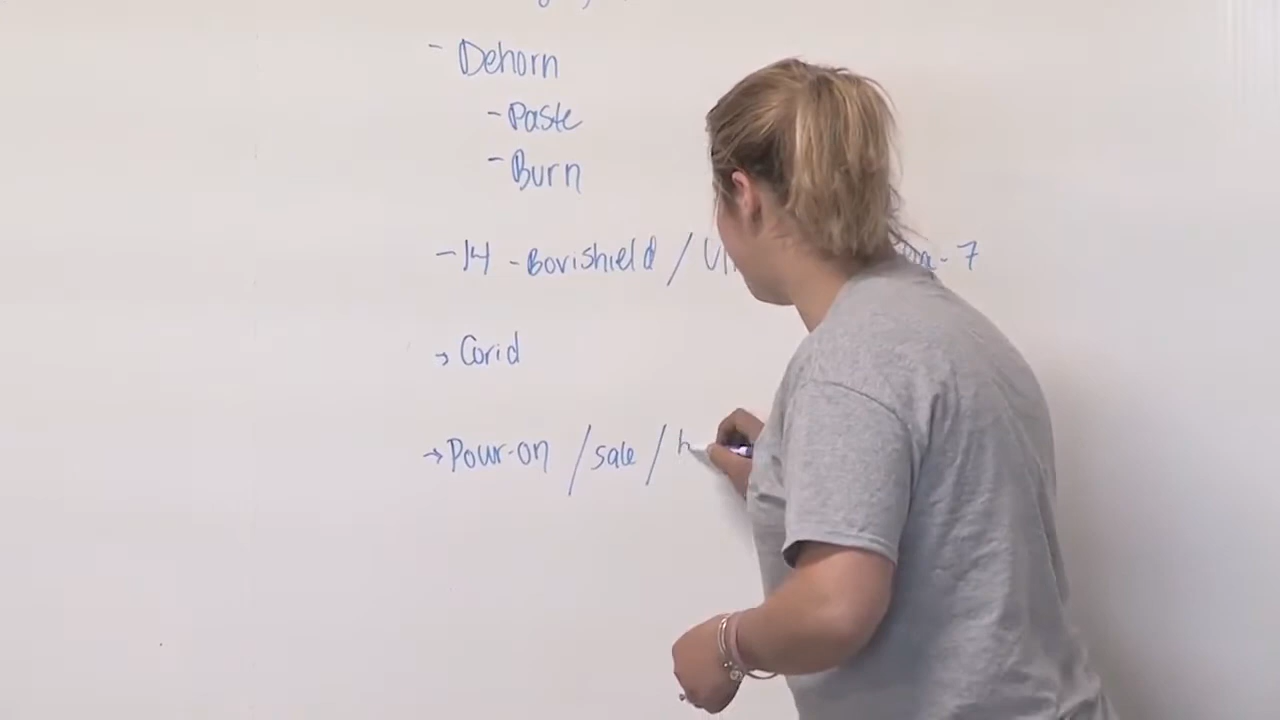 - Dehorn
- Paste
- Burn
- 14 - Bovishield / - 7
→ Corid
→ Pour-on / sale /